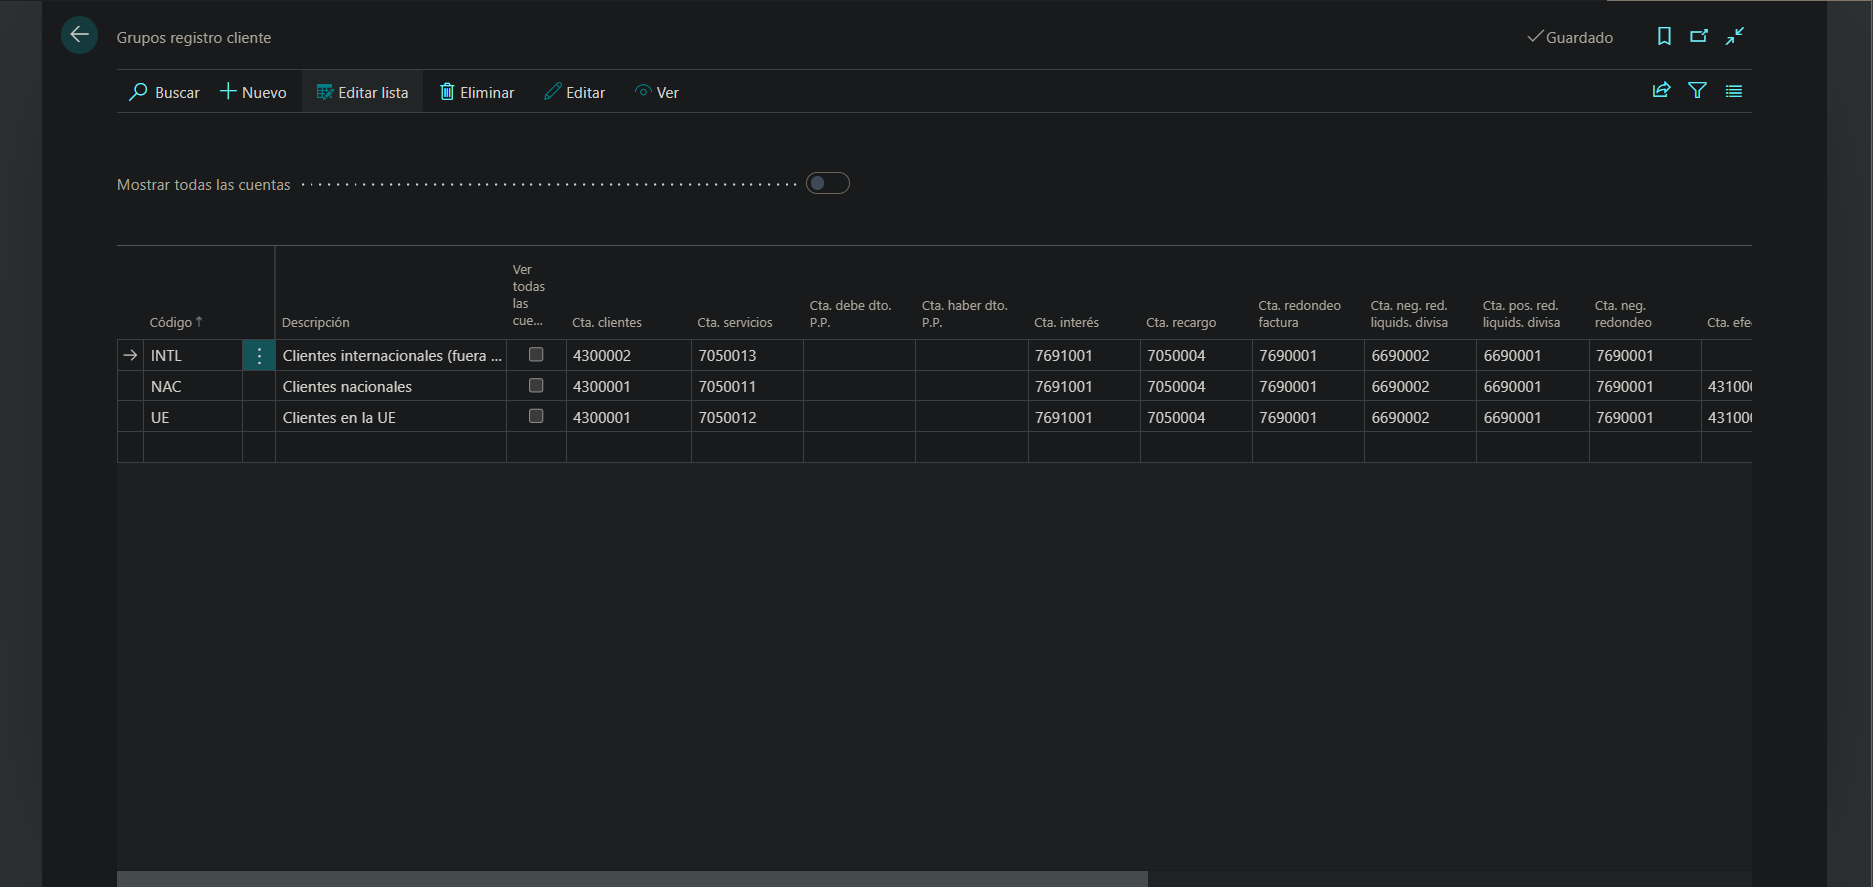 Grupos registro cliente
Guardado
Buscar Nuevo Editar lista Eliminar Editar Ver
Mostrar todas las cuentas
Código Descripción Ver todas las cue... Cta. clientes Cta. servicios Cta. debe dto. P.P. Cta. haber dto. P.P. Cta. interés Cta. recargo Cta. redondeo factura Cta. neg. red. liquids. divisa Cta. pos. red. liquids. divisa Cta. neg. redondeo Cta. efe
INTL Clientes internacionales (fuera ... 4300002 7050013 7691001 7050004 7690001 6690002 6690001 7690001
NAC Clientes nacionales 4300001 7050011 7691001 7050004 7690001 6690002 6690001 7690001 43100
UE Clientes en la UE 4300001 7050012 7691001 7050004 7690001 6690002 6690001 7690001 43100